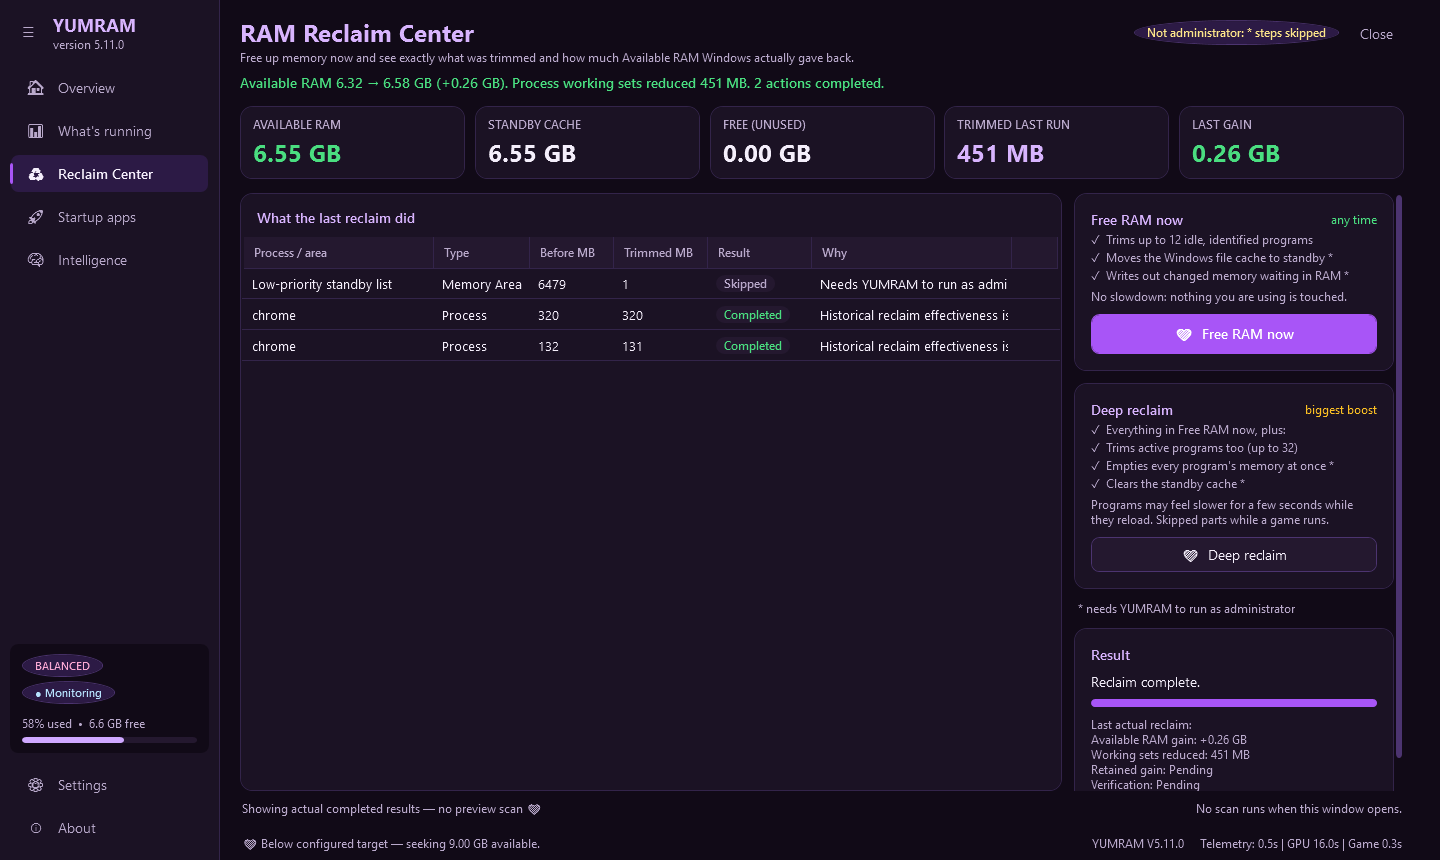 YUMRAM
version 5.11.0
Overview
What's running
Reclaim Center
Startup apps
Intelligence
BALANCED
● Monitoring
58% used • 6.6 GB free
Settings
About
RAM Reclaim Center
Free up memory now and see exactly what was trimmed and how much Available RAM Windows actually gave back.
Available RAM 6.32 → 6.58 GB (+0.26 GB). Process working sets reduced 451 MB. 2 actions completed.
Not administrator: * steps skipped
Close
AVAILABLE RAM
6.55 GB
STANDBY CACHE
6.55 GB
FREE (UNUSED)
0.00 GB
TRIMMED LAST RUN
451 MB
LAST GAIN
0.26 GB
What the last reclaim did
Process / area Type Before MB Trimmed MB Result Why
Low-priority standby list Memory Area 6479 1 Skipped Needs YUMRAM to run as admi
chrome Process 320 320 Completed Historical reclaim effectiveness is
chrome Process 132 131 Completed Historical reclaim effectiveness is
Free RAM now any time
✓ Trims up to 12 idle, identified programs
✓ Moves the Windows file cache to standby *
✓ Writes out changed memory waiting in RAM *
No slowdown: nothing you are using is touched.
Free RAM now
Deep reclaim biggest boost
✓ Everything in Free RAM now, plus:
✓ Trims active programs too (up to 32)
✓ Empties every program's memory at once *
✓ Clears the standby cache *
Programs may feel slower for a few seconds while
they reload. Skipped parts while a game runs.
Deep reclaim
* needs YUMRAM to run as administrator
Result
Reclaim complete.
Last actual reclaim:
Available RAM gain: +0.26 GB
Working sets reduced: 451 MB
Retained gain: Pending
Verification: Pending
Showing actual completed results — no preview scan
No scan runs when this window opens.
Below configured target — seeking 9.00 GB available.
YUMRAM V5.11.0 Telemetry: 0.5s | GPU 16.0s | Game 0.3s